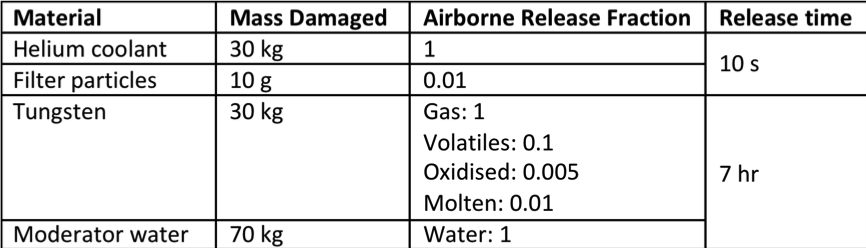 Material Mass Damaged Airborne Release Fraction Release time
Helium coolant 30 kg 1 10 s
Filter particles 10 g 0.01
Tungsten 30 kg Gas: 1 7 hr
Volatiles: 0.1
Oxidised: 0.005
Molten: 0.01
Moderator water 70 kg Water: 1